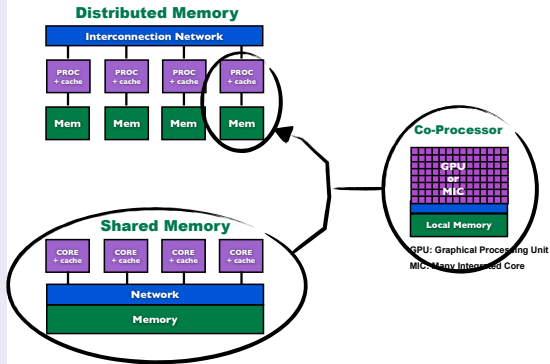 Distributed Memory
Interconnection Network
PROC
+ cache
PROC
+ cache
PROC
+ cache
PROC
+ cache
Mem
Mem
Mem
Mem
Co-Processor
GPU
or
MIC
Local Memory
GPU: Graphical Processing Unit
MIC: Many Integrated Core
Shared Memory
CORE
+ cache
CORE
+ cache
CORE
+ cache
CORE
+ cache
Network
Memory